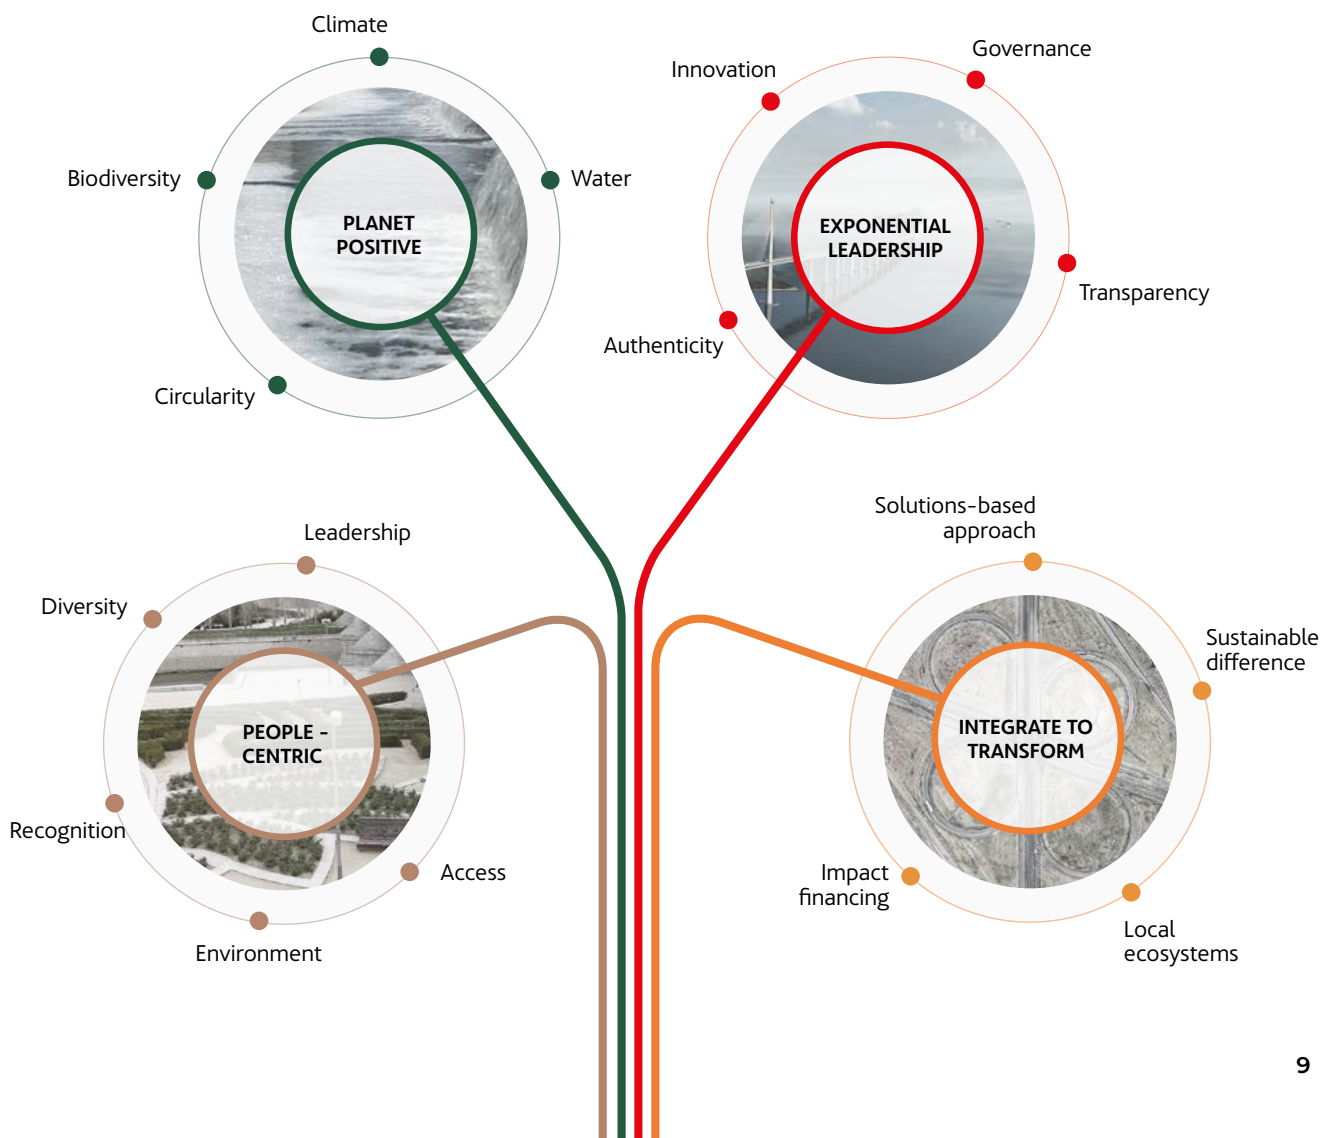 Climate
Biodiversity
Water
PLANET
POSITIVE
Circularity
Governance
Innovation
EXPONENTIAL
LEADERSHIP
Transparency
Authenticity
Leadership
Diversity
PEOPLE -
CENTRIC
Recognition
Access
Environment
Solutions-based
approach
Sustainable
difference
INTEGRATE TO
TRANSFORM
Impact
financing
Local
ecosystems
9